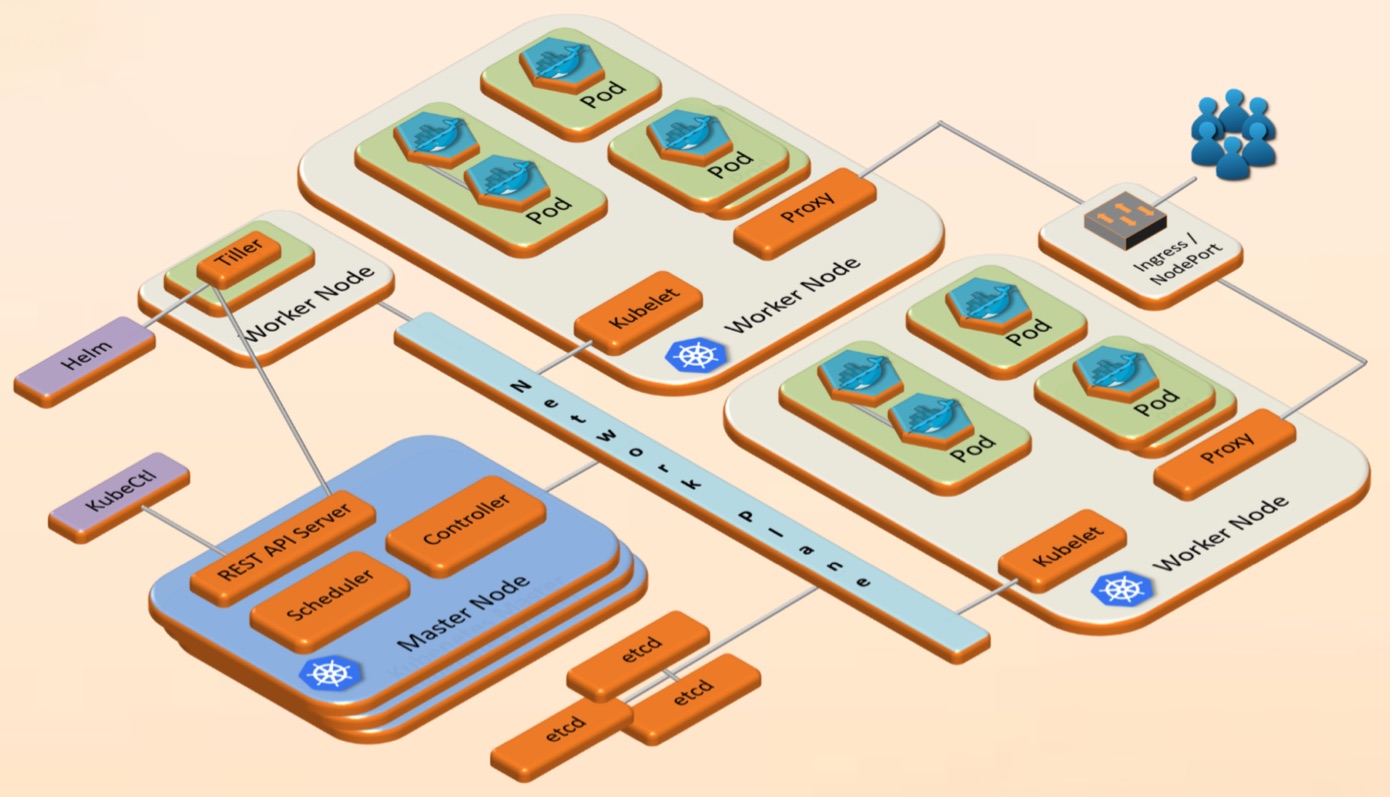 Pod
Pod
Pod
Proxy
Kubelet
Worker Node
Tiller
Worker Node
Helm
Ingress /
NodePort
Network Plane
Pod
Pod
Pod
Proxy
Kubelet
Worker Node
KubeCtl
REST API Server
Controller
Scheduler
Master Node
etcd
etcd
etcd